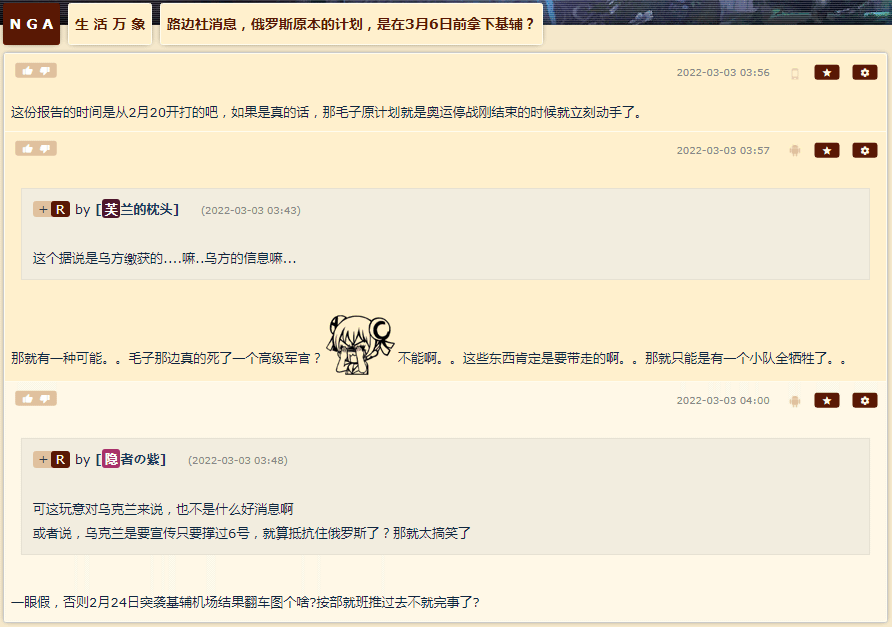 NGA 生活万象 路边社消息，俄罗斯原本的计划，是在3月6日前拿下基辅？
2022-03-03 03:56
这份报告的时间是从2月20开打的吧，如果是真的话，那毛子原计划就是奥运停战刚结束的时候就立刻动手了。
2022-03-03 03:57
+ R by [芙兰的枕头] (2022-03-03 03:43)
这个据说是乌方缴获的....嘛..乌方的信息嘛...
那就有一种可能。。毛子那边真的死了一个高级军官？ 不能啊。。这些东西肯定是要带走的啊。。那就只能是有一个小队全牺牲了。。
2022-03-03 04:00
+ R by [隐者の紫] (2022-03-03 03:48)
可这玩意对乌克兰来说，也不是什么好消息啊
或者说，乌克兰是要宣传只要撑过6号，就算抵抗住俄罗斯了？那就太搞笑了
一眼假，否则2月24日突袭基辅机场结果翻车图个啥?按部就班推过去不就完事了?